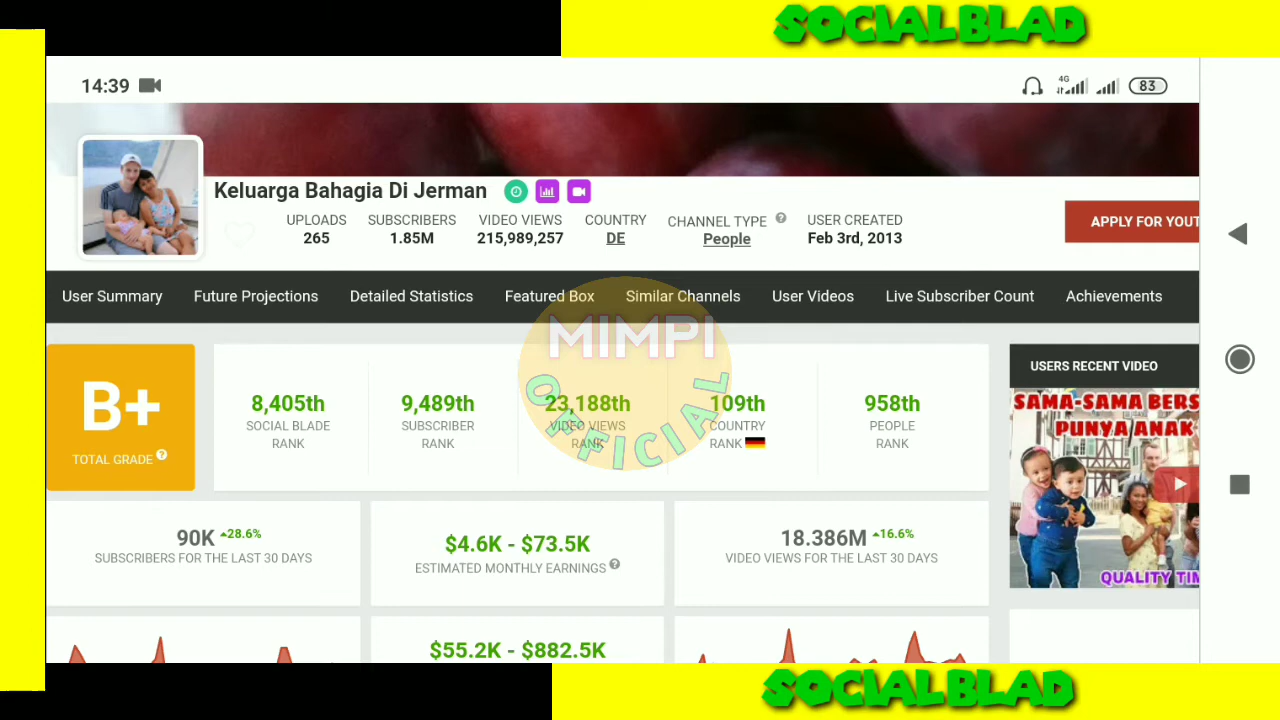 SOCIALBLAD
14:39
4G
83
Keluarga Bahagia Di Jerman
UPLOADS SUBSCRIBERS VIDEO VIEWS COUNTRY CHANNEL TYPE ? USER CREATED
265 1.85M 215,989,257 DE People Feb 3rd, 2013
APPLY FOR YOUT
User Summary Future Projections Detailed Statistics Featured Box Similar Channels User Videos Live Subscriber Count Achievements
MIMPI
OFFICIAL
B+
TOTAL GRADE ?
8,405th 9,489th 23,188th 109th 958th
SOCIAL BLADE SUBSCRIBER VIDEO VIEWS COUNTRY PEOPLE
RANK RANK RANK RANK RANK
USERS RECENT VIDEO
SAMA-SAMA BERS
PUNYA ANAK
QUALITY TIM
90K 28.6%
SUBSCRIBERS FOR THE LAST 30 DAYS
$4.6K - $73.5K
ESTIMATED MONTHLY EARNINGS ?
18.386M 16.6%
VIDEO VIEWS FOR THE LAST 30 DAYS
$55.2K - $882.5K
SOCIALBLAD